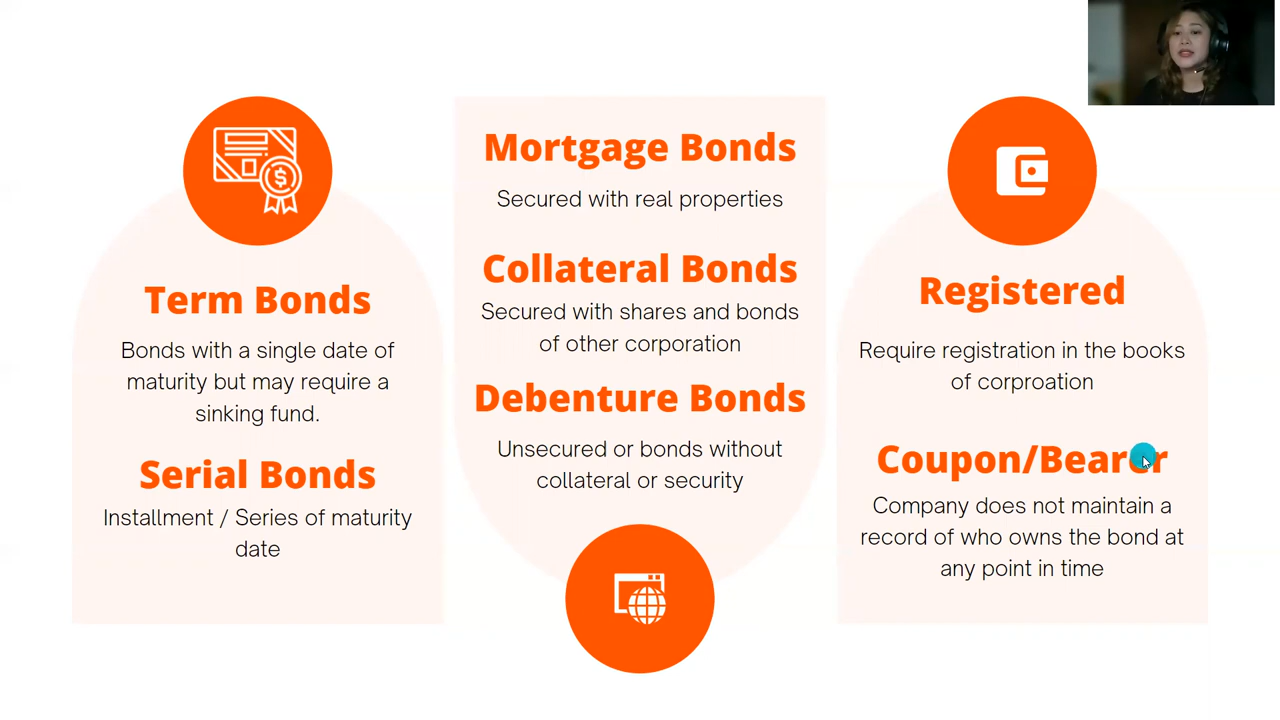 Term Bonds
Bonds with a single date of
maturity but may require a
sinking fund.
Serial Bonds
Installment / Series of maturity
date
Mortgage Bonds
Secured with real properties
Collateral Bonds
Secured with shares and bonds
of other corporation
Debenture Bonds
Unsecured or bonds without
collateral or security
Registered
Require registration in the books
of corproation
Coupon/Bearer
Company does not maintain a
record of who owns the bond at
any point in time